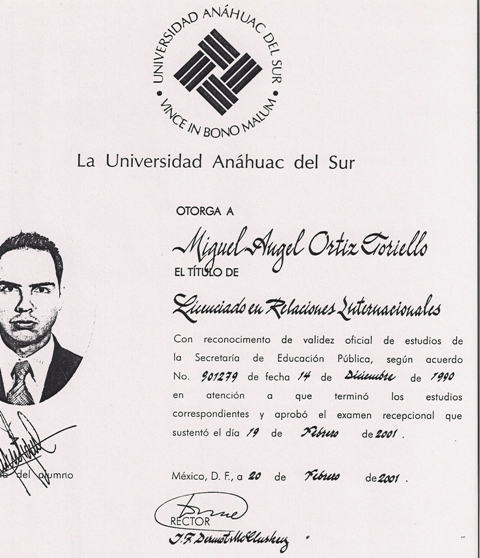 UNIVERSIDAD ANÁHUAC DEL SUR
• VINCE IN BONO MALUM •
La Universidad Anáhuac del Sur
OTORGA A
Miguel Angel Ortiz Toriello
EL TÍTULO DE
Licenciado en Relaciones Internacionales
Con reconocimiento de validez oficial de estudios de
la Secretaría de Educación Pública, según acuerdo
No. 901279 de fecha 14 de Diciembre de 1990
en atención a que terminó los estudios
correspondientes y aprobó el examen recepcional que
sustentó el día 19 de Febrero de 2001.
del alumno
México, D. F., a 20 de Febrero de 2001.
RECTOR